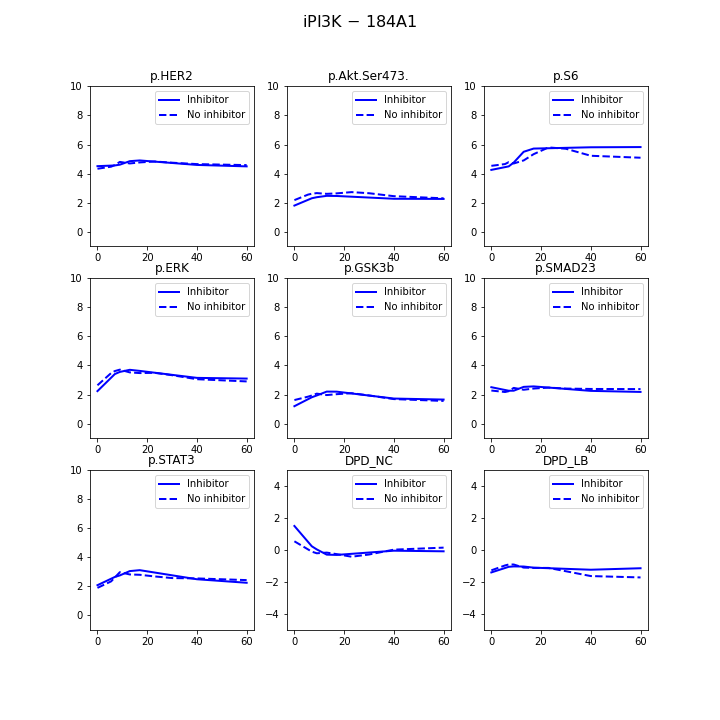 iPI3K − 184A1
p.HER2 p.Akt.Ser473. p.S6
10 8 6 4 2 0
Inhibitor
No inhibitor
0 20 40 60
10 8 6 4 2 0
Inhibitor
No inhibitor
0 20 40 60
10 8 6 4 2 0
Inhibitor
No inhibitor
0 20 40 60
p.ERK p.GSK3b p.SMAD23
10 8 6 4 2 0
Inhibitor
No inhibitor
0 20 40 60
10 8 6 4 2 0
Inhibitor
No inhibitor
0 20 40 60
10 8 6 4 2 0
Inhibitor
No inhibitor
0 20 40 60
p.STAT3 DPD_NC DPD_LB
10 8 6 4 2 0
Inhibitor
No inhibitor
0 20 40 60
4 2 0 −2 −4
Inhibitor
No inhibitor
0 20 40 60
4 2 0 −2 −4
Inhibitor
No inhibitor
0 20 40 60